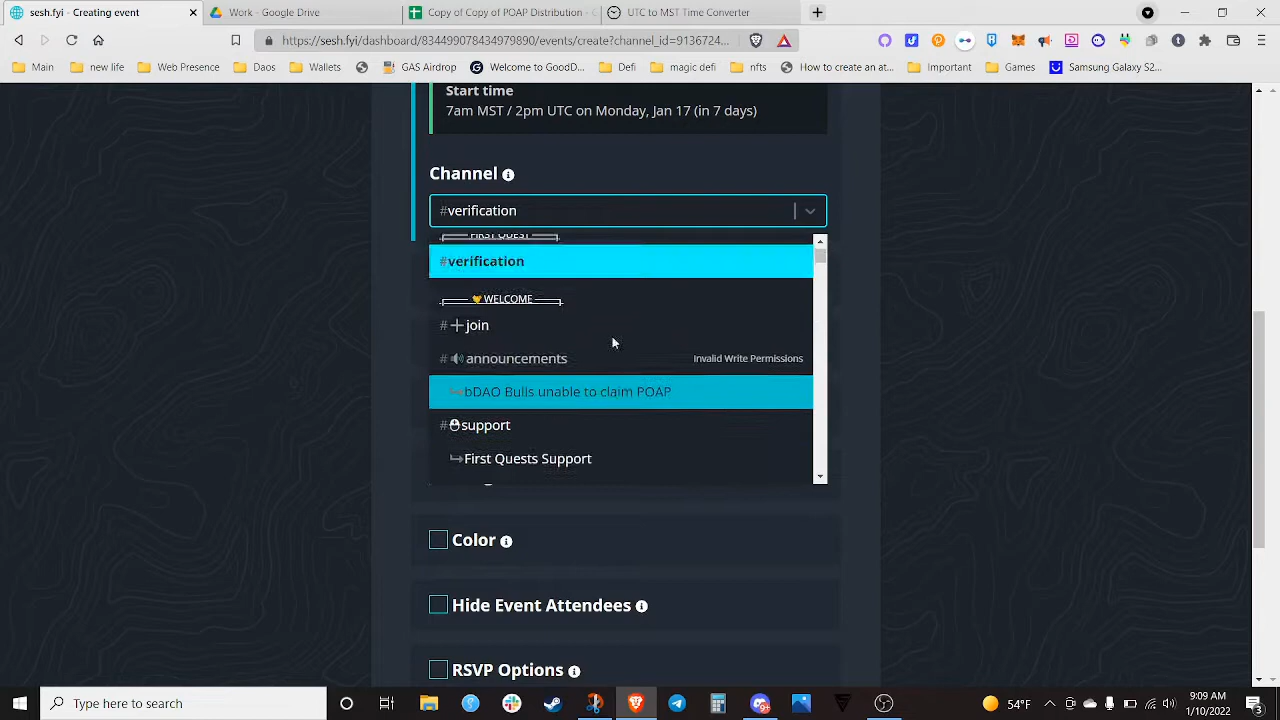 sesh.fyi - Creating event
Work - Google Drive
Copy of Copy of POAP Distribution - G
UTC to MST Time Converter
https://sesh.fyi/dashboard/834499078434979890/events/create?channel_id=9136724...
Main
new life
Web Presence
Daos
Wallets
GAS Airdrop
Welcome to GoodD...
Defi
magic defi
nfts
How to create an af...
Important
Games
Samsung Galaxy S2...
Start time
7am MST / 2pm UTC on Monday, Jan 17 (in 7 days)
Channel
#verification
FIRST QUEST
#verification
WELCOME
#join
#announcements
Invalid Write Permissions
bDAO Bulls unable to claim POAP
#support
First Quests Support
Color
Hide Event Attendees
RSVP Options
Type here to search
54°F
9:09 AM
1/10/2022